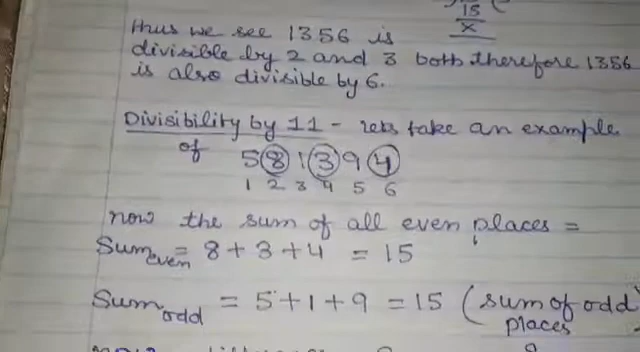 15
x
thus we see 1356 is
divisible by 2 and 3 both therefore 1356
is also divisible by 6.
Divisibility by 11 - lets take an example
of 5 8 1 3 9 4
1 2 3 4 5 6
now the sum of all even places =
Sum even = 8 + 3 + 4 = 15
Sum odd = 5 + 1 + 9 = 15 (sum of odd
places